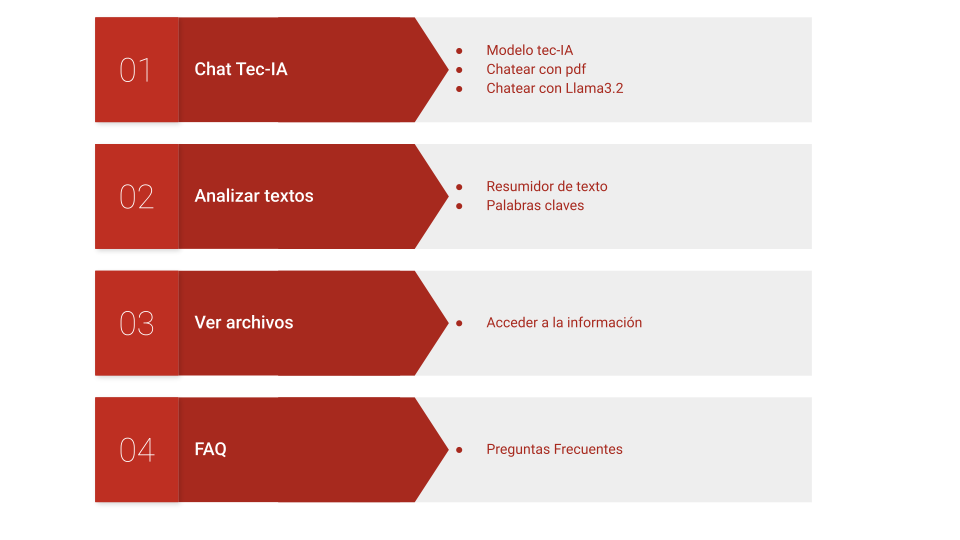 01
Chat Tec-IA
● Modelo tec-IA
● Chatear con pdf
● Chatear con Llama3.2
02
Analizar textos
● Resumidor de texto
● Palabras claves
03
Ver archivos
● Acceder a la información
04
FAQ
● Preguntas Frecuentes